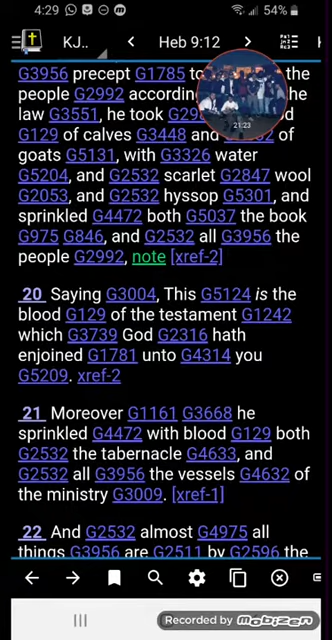 4:29
54%
KJ..
Heb 9:12
G3956 precept G1785 to the
people G2992 accordin the
law G3551, he took G29
G129 of calves G3448 and of
goats G5131, with G3326 water
G5204, and G2532 scarlet G2847 wool
G2053, and G2532 hyssop G5301, and
sprinkled G4472 both G5037 the book
G975 G846, and G2532 all G3956 the
people G2992, note [xref-2]
21:23
20 Saying G3004, This G5124 is the
blood G129 of the testament G1242
which G3739 God G2316 hath
enjoined G1781 unto G4314 you
G5209. xref-2
21 Moreover G1161 G3668 he
sprinkled G4472 with blood G129 both
G2532 the tabernacle G4633, and
G2532 all G3956 the vessels G4632 of
the ministry G3009. [xref-1]
22 And G2532 almost G4975 all
things G3956 are G2511 by G2596 the
Recorded by mobizen